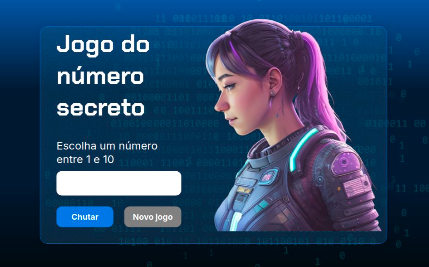 Jogo do
número
secreto
Escolha um número
entre 1 e 10
Chutar
Novo jogo